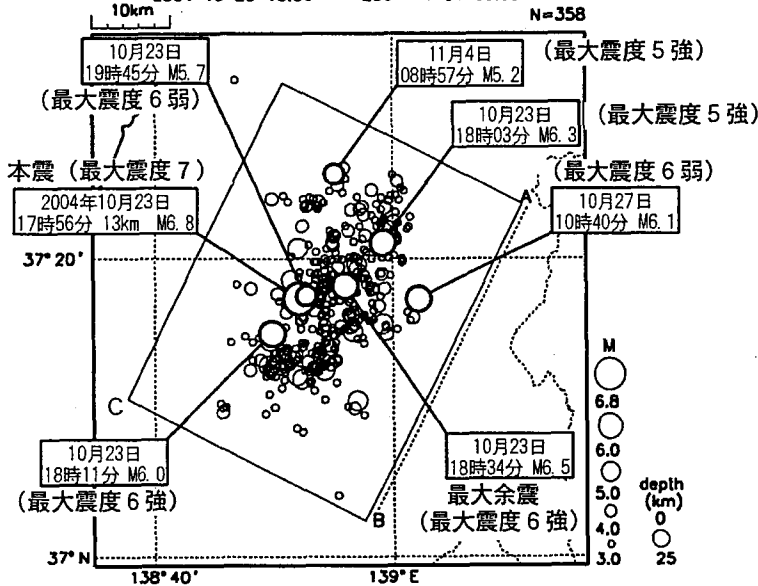 10km
N=358
10月23日
19時45分 M5.7
(最大震度6弱)
11月4日
08時57分 M5.2
(最大震度5強)
10月23日
18時03分 M6.3
(最大震度5強)
本震 (最大震度7)
2004年10月23日
17時56分 13km M6.8
(最大震度6弱)
10月27日
10時40分 M6.1
A
37°20'
C
B
10月23日
18時11分 M6.0
(最大震度6強)
10月23日
18時34分 M6.5
最大余震
(最大震度6強)
M
6.8
6.0
5.0
4.0
3.0
depth
(km)
0
25
37°N
138°40'
139°E